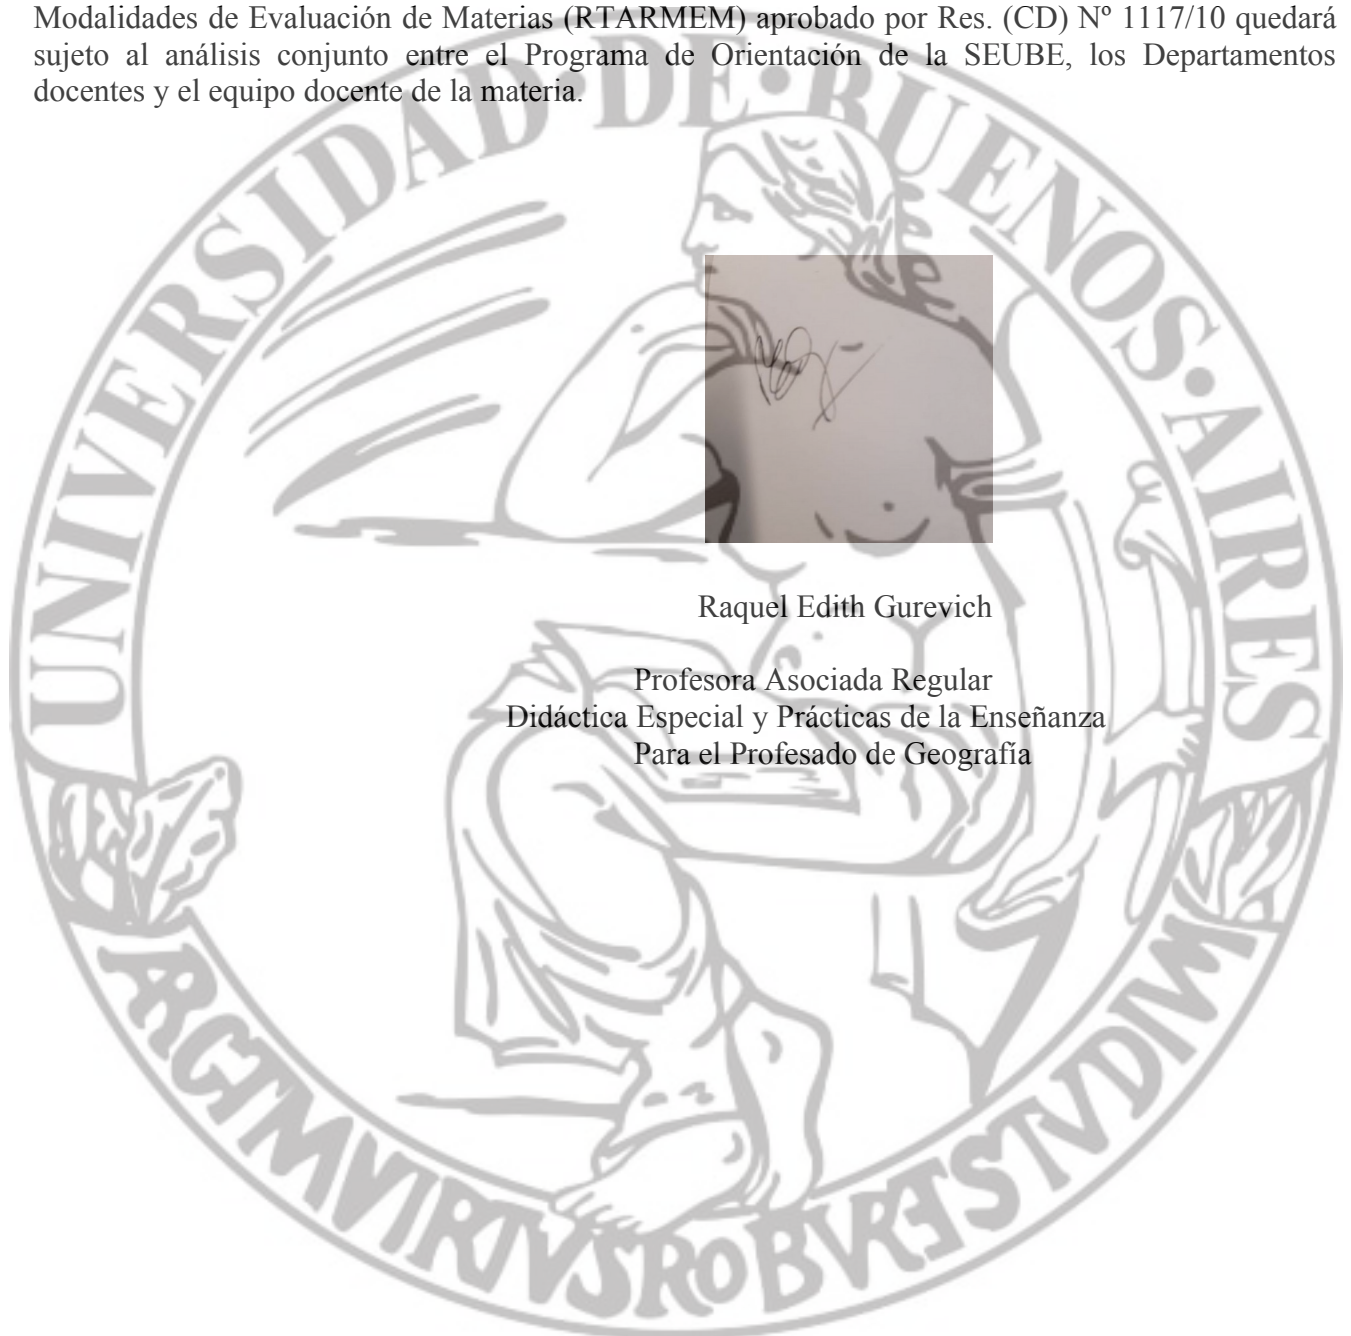 Modalidades de Evaluación de Materias (RTARMEM) aprobado por Res. (CD) Nº 1117/10 quedará
sujeto al análisis conjunto entre el Programa de Orientación de la SEUBE, los Departamentos
docentes y el equipo docente de la materia.
UNIVERSIDAD DE BUENOS AIRES
Raquel Edith Gurevich
Profesora Asociada Regular
Didáctica Especial y Prácticas de la Enseñanza
Para el Profesado de Geografía
ARGTMVIRTVSROBVRETSTVDIVM